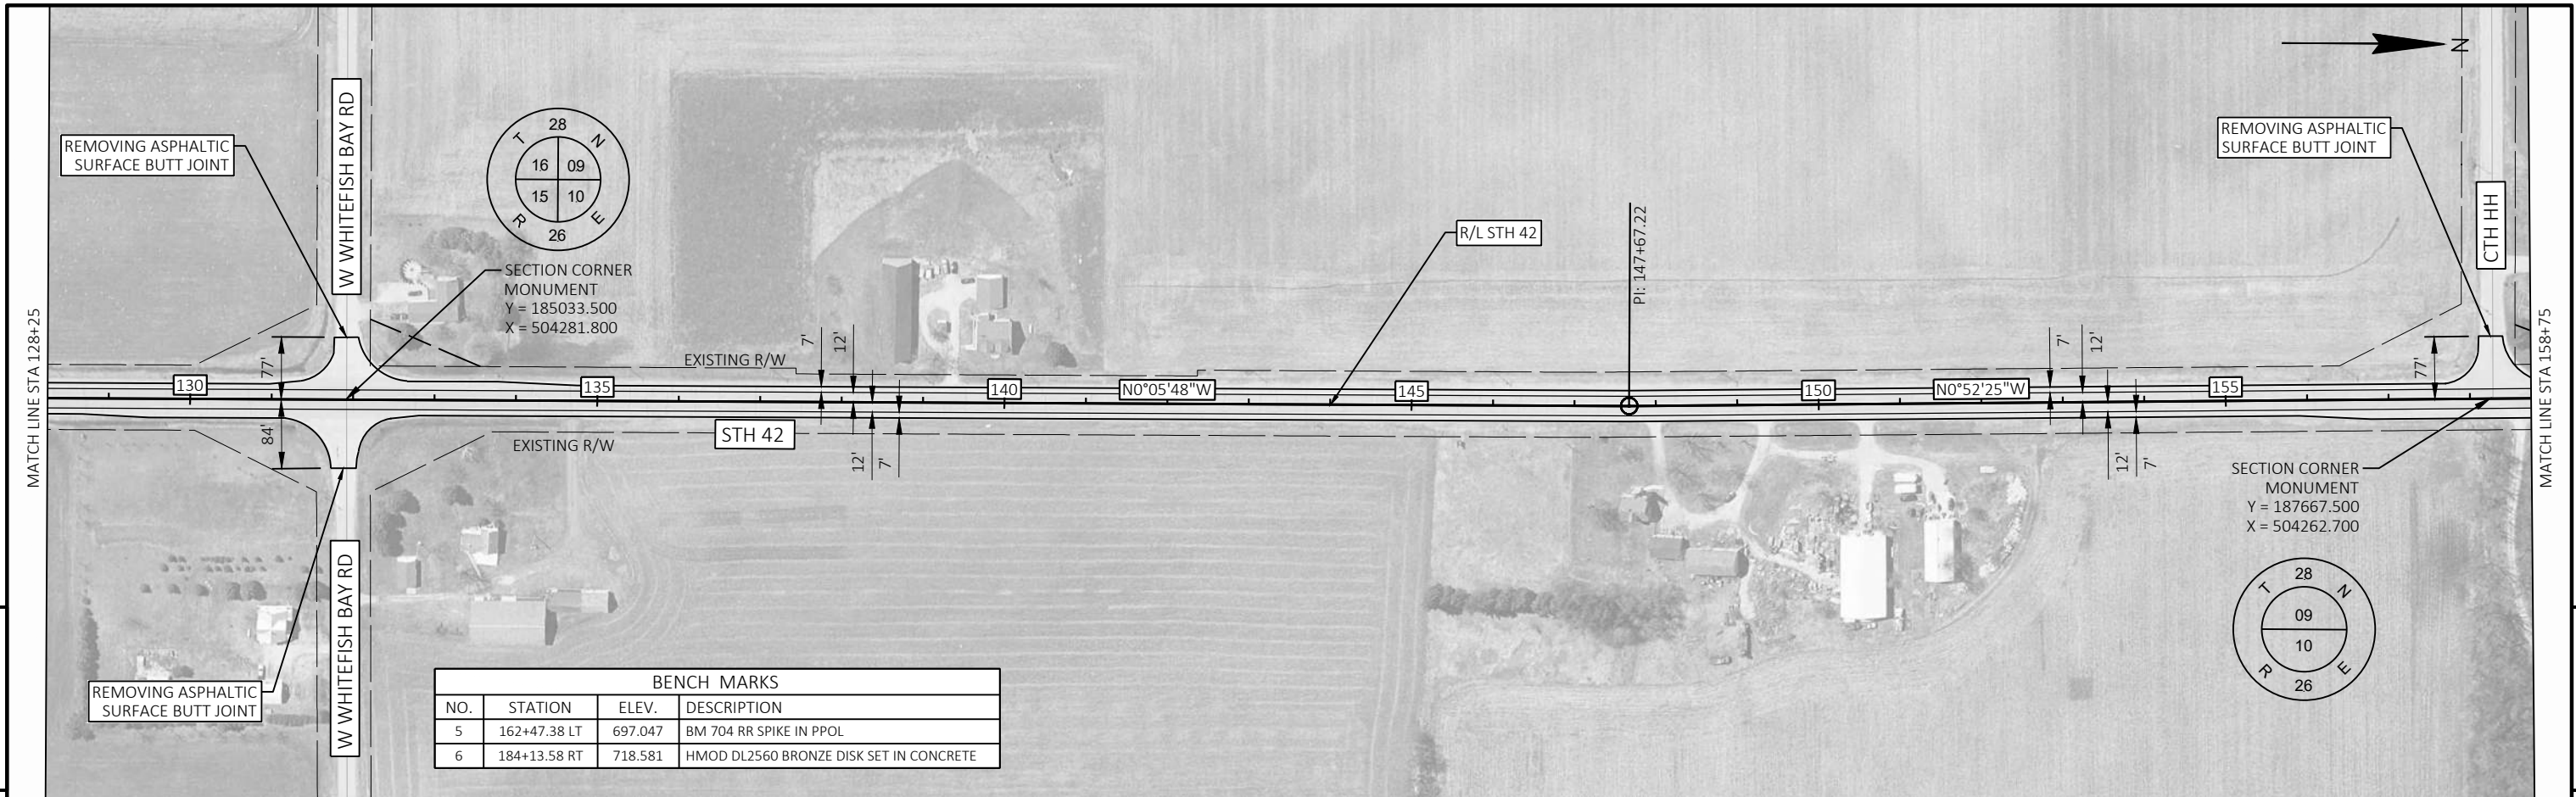 MATCH LINE STA 128+25
REMOVING ASPHALTIC
SURFACE BUTT JOINT
W WHITEFISH BAY RD
T 28 N
16 09
15 10
R 26 E
SECTION CORNER
MONUMENT
Y = 185033.500
X = 504281.800
77'
84'
130
135
EXISTING R/W
EXISTING R/W
STH 42
7'
12'
12'
7'
140
N0°05'48"W
145
R/L STH 42
PI: 147+67.22
150
N0°52'25"W
155
7'
12'
12'
7'
N
REMOVING ASPHALTIC
SURFACE BUTT JOINT
CTH HH
77'
MATCH LINE STA 158+75
SECTION CORNER
MONUMENT
Y = 187667.500
X = 504262.700
T 28 N
09
10
R 26 E
REMOVING ASPHALTIC
SURFACE BUTT JOINT
W WHITEFISH BAY RD
BENCH MARKS
NO. STATION ELEV. DESCRIPTION
5 162+47.38 LT 697.047 BM 704 RR SPIKE IN PPOL
6 184+13.58 RT 718.581 HMOD DL2560 BRONZE DISK SET IN CONCRETE